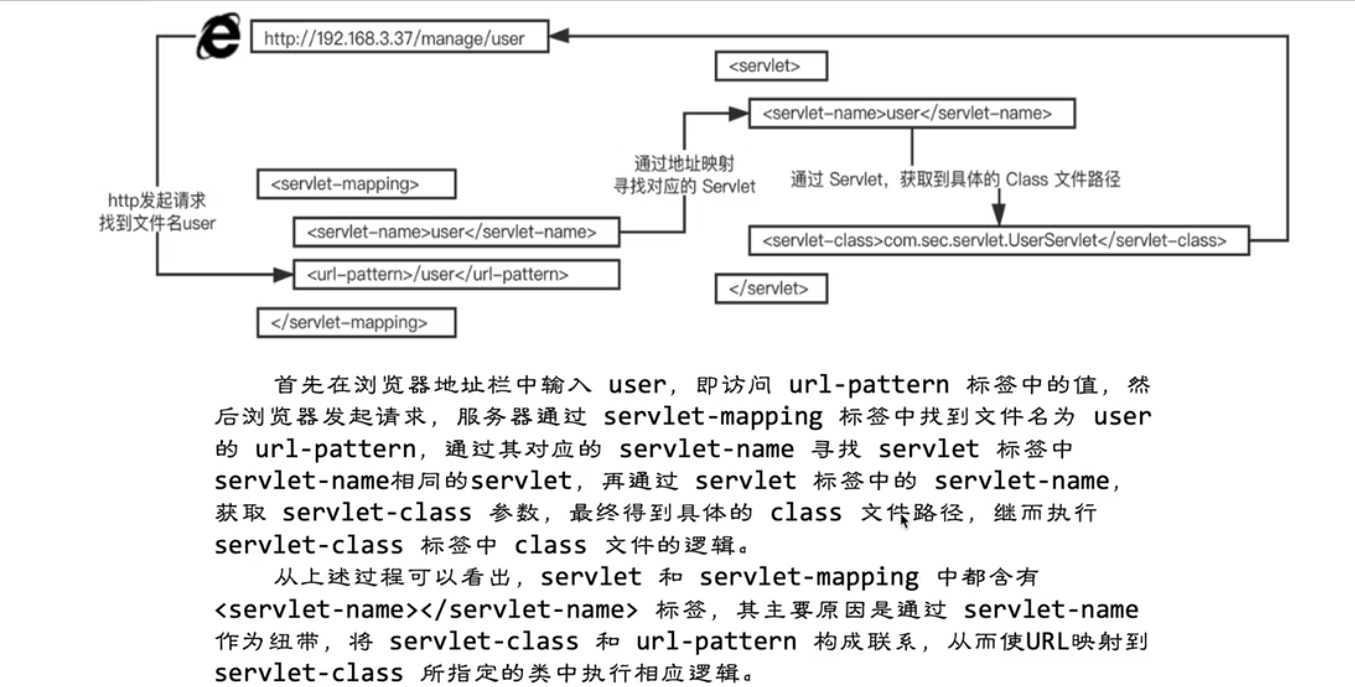 http://192.168.3.37/manage/user
<servlet>
<servlet-name>user</servlet-name>
通过地址映射
寻找对应的 Servlet
通过 Servlet，获取到具体的 Class 文件路径
<servlet-mapping>
http发起请求
找到文件名user
<servlet-name>user</servlet-name>
<servlet-class>com.sec.servlet.UserServlet</servlet-class>
<url-pattern>/user</url-pattern>
</servlet>
</servlet-mapping>
首先在浏览器地址栏中输入 user，即访问 url-pattern 标签中的值，然
后浏览器发起请求，服务器通过 servlet-mapping 标签中找到文件名为 user
的 url-pattern，通过其对应的 servlet-name 寻找 servlet 标签中
servlet-name相同的servlet，再通过 servlet 标签中的 servlet-name，
获取 servlet-class 参数，最终得到具体的 class 文件路径，继而执行
servlet-class 标签中 class 文件的逻辑。
从上述过程可以看出，servlet 和 servlet-mapping 中都含有
<servlet-name></servlet-name> 标签，其主要原因是通过 servlet-name
作为纽带，将 servlet-class 和 url-pattern 构成联系，从而使URL映射到
servlet-class 所指定的类中执行相应逻辑。